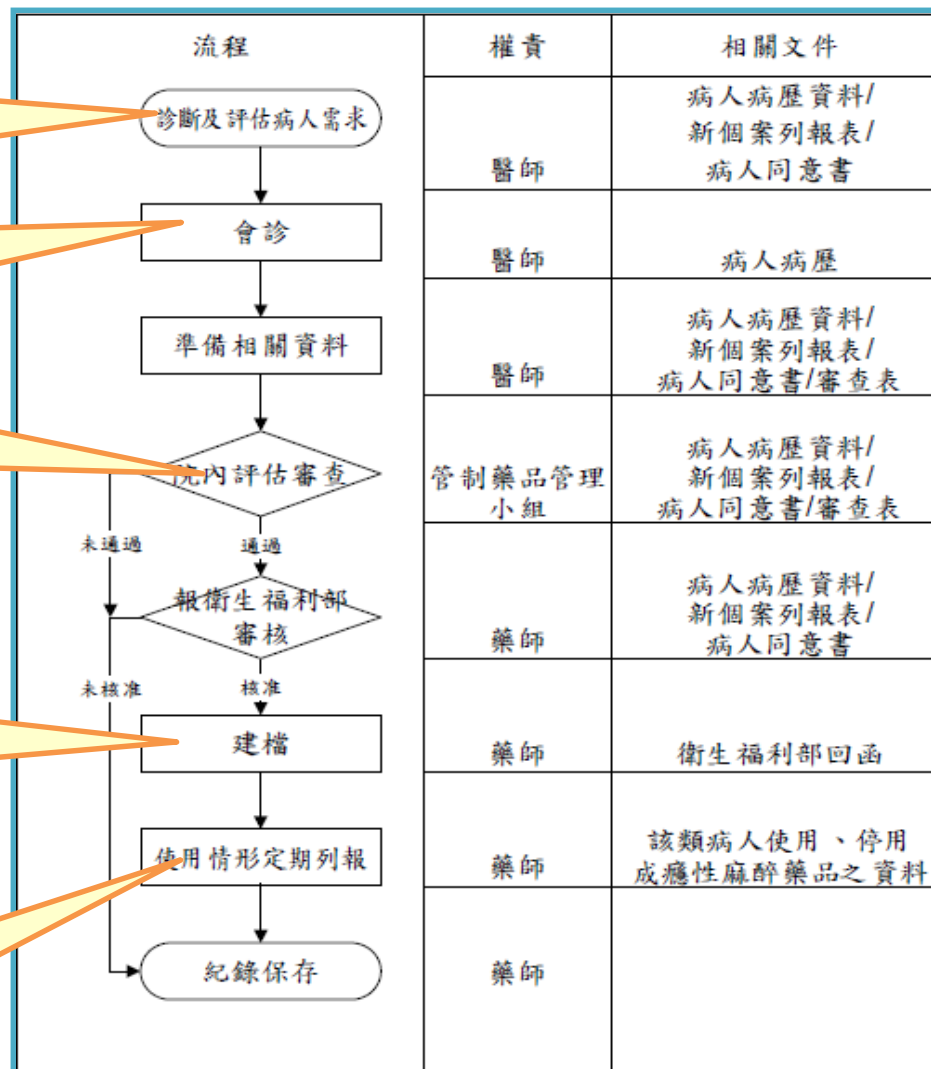 流程
權責
相關文件
診斷及評估病人需求
醫師
病人病歷資料/
新個案列報表/
病人同意書
會診
醫師
病人病歷
準備相關資料
醫師
病人病歷資料/
新個案列報表/
病人同意書/審查表
院內評估審查
管制藥品管理
小組
病人病歷資料/
新個案列報表/
病人同意書/審查表
未通過
通過
報衛生福利部
審核
藥師
病人病歷資料/
新個案列報表/
病人同意書
未核准
核准
建檔
藥師
衛生福利部回函
使用情形定期列報
藥師
該類病人使用、停用
成癮性麻醉藥品之資料
紀錄保存
藥師